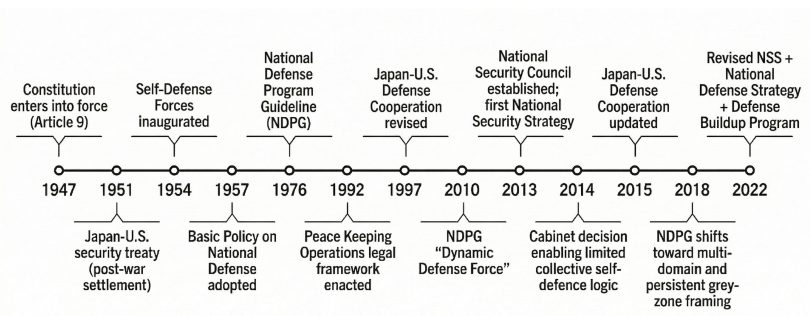 Constitution
enters into force
(Article 9)
Self-Defense
Forces
inaugurated
National
Defense
Program
Guideline
(NDPG)
Japan-U.S.
Defense
Cooperation
revised
National
Security Council
established;
first National
Security Strategy
Japan-U.S.
Defense
Cooperation
updated
Revised NSS +
National
Defense Strategy
+ Defense
Buildup Program
1947 1951 1954 1957 1976 1992 1997 2010 2013 2014 2015 2018 2022
Japan-U.S.
security treaty
(post-war
settlement)
Basic Policy on
National
Defense
adopted
Peace Keeping
Operations legal
framework
enacted
NDPG
“Dynamic
Defense Force”
Cabinet decision
enabling limited
collective self-
defence logic
NDPG shifts
toward multi-
domain and
persistent grey-
zone framing